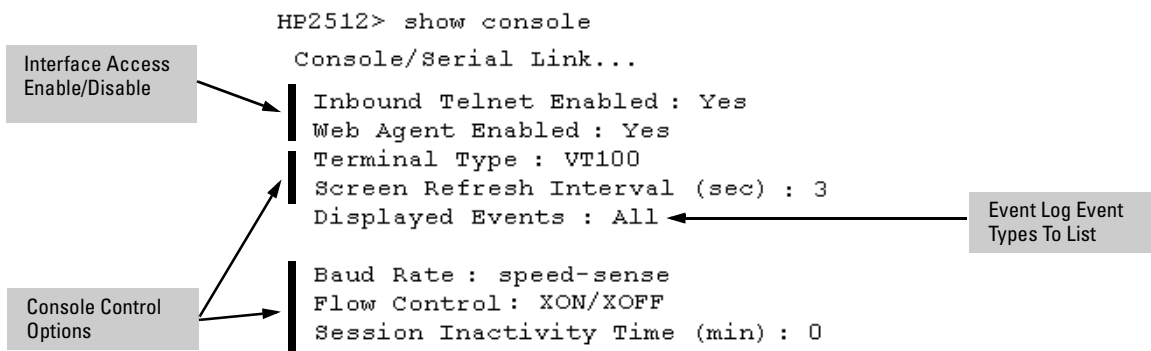 HP2512> show console
Console/Serial Link...
Interface Access
Enable/Disable
Inbound Telnet Enabled : Yes
Web Agent Enabled : Yes
Terminal Type : VT100
Screen Refresh Interval (sec) : 3
Displayed Events : All
Event Log Event
Types To List
Baud Rate : speed-sense
Flow Control : XON/XOFF
Session Inactivity Time (min) : 0
Console Control
Options